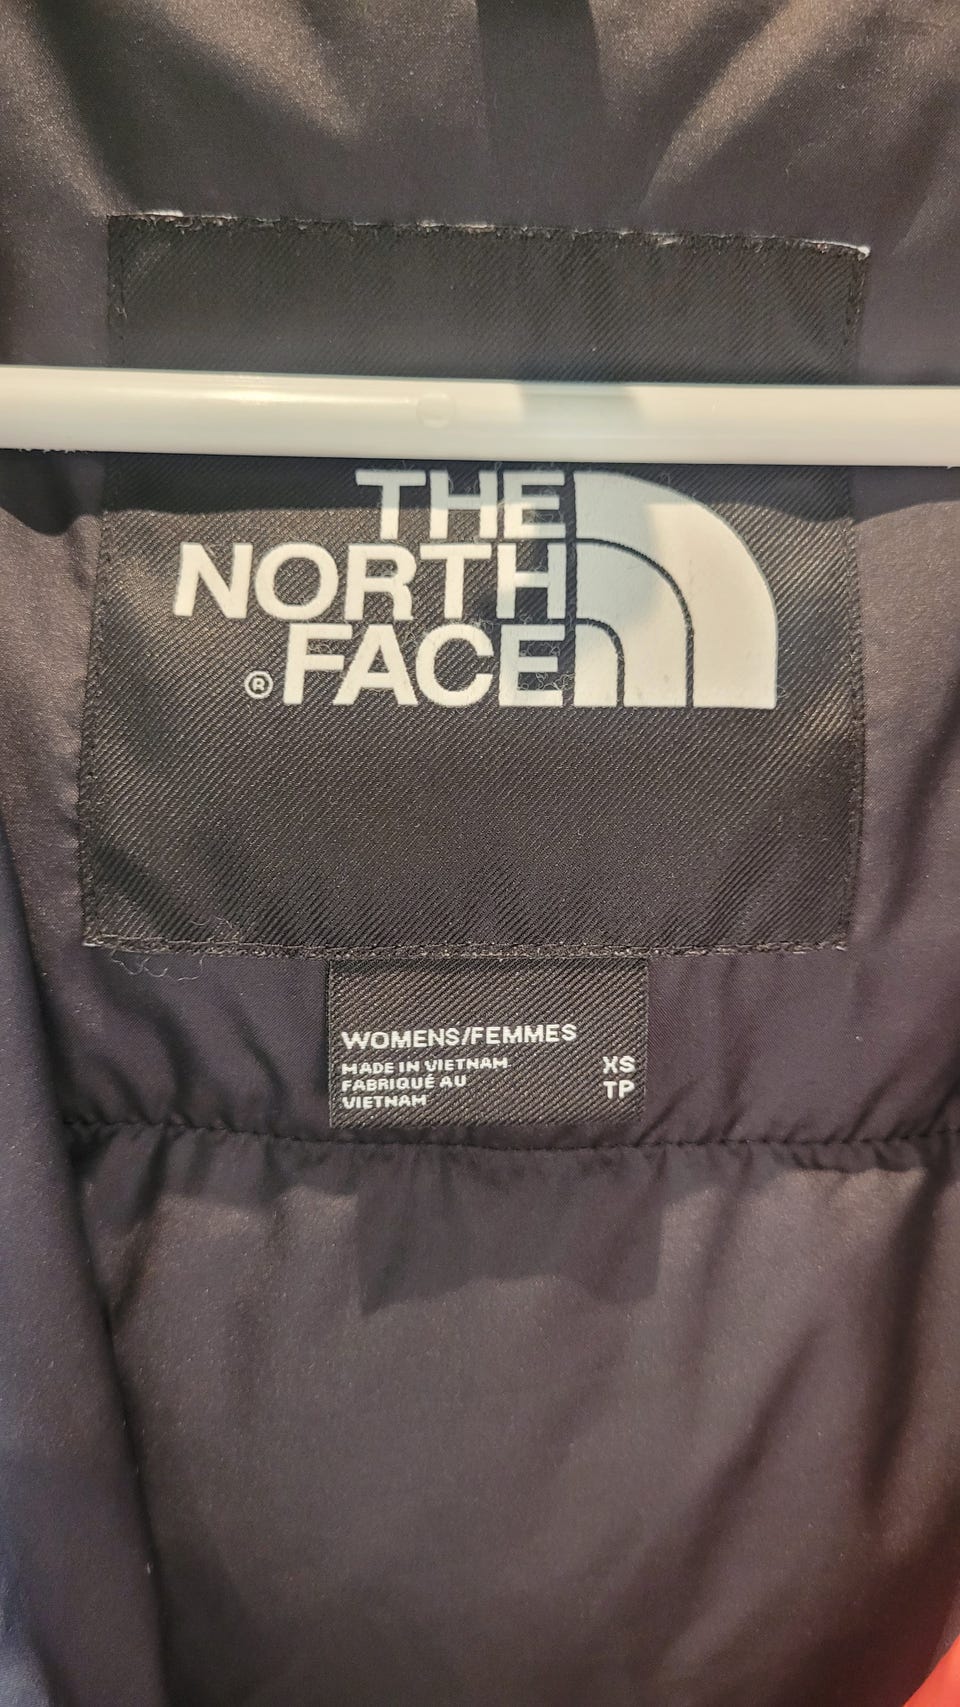 THE
NORTH
FACE
®
WOMENS/FEMMES
MADE IN VIETNAM XS
FABRIQUÉ AU TP
VIETNAM